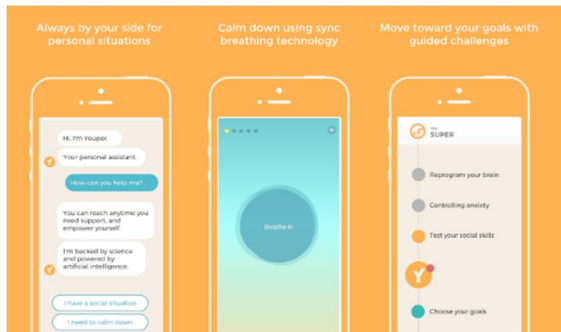 Always by your side for
personal situations
Calm down using sync
breathing technology
Move toward your goals with
guided challenges
Hi, I'm Youper.
Your personal assistant.
How can you help me?
You can reach anytime you
need support, and
empower yourself.
I'm backed by science
and powered by
artificial intelligence.
I have a social situation
I need to calm down
Breathe In
SUPER
Reprogram your brain
Controlling anxiety
Test your social skills
Choose your goals